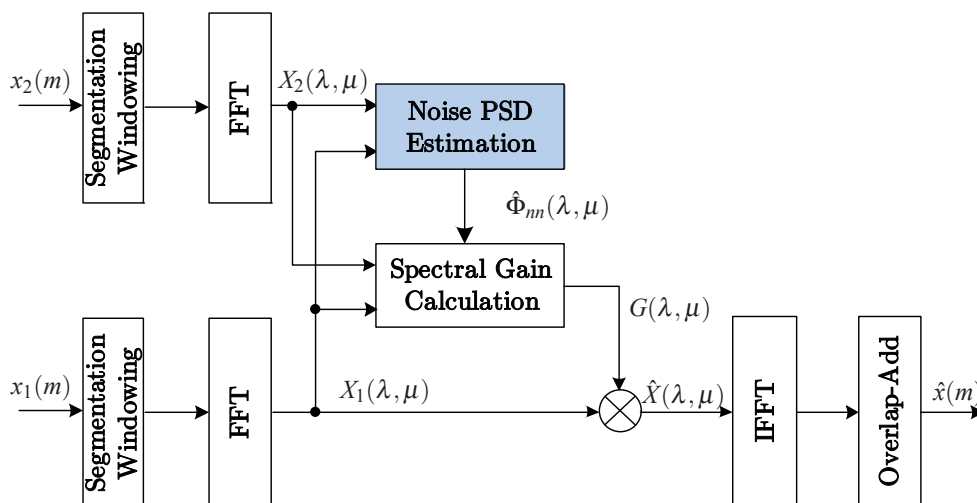 x₂(m)
Segmentation
Windowing
FFT
X₂(λ, μ)
Noise PSD
Estimation
Φ̂ₙₙ(λ, μ)
Spectral Gain
Calculation
G(λ, μ)
x₁(m)
Segmentation
Windowing
FFT
X₁(λ, μ)
X̂(λ, μ)
IFFT
Overlap-Add
x̂(m)